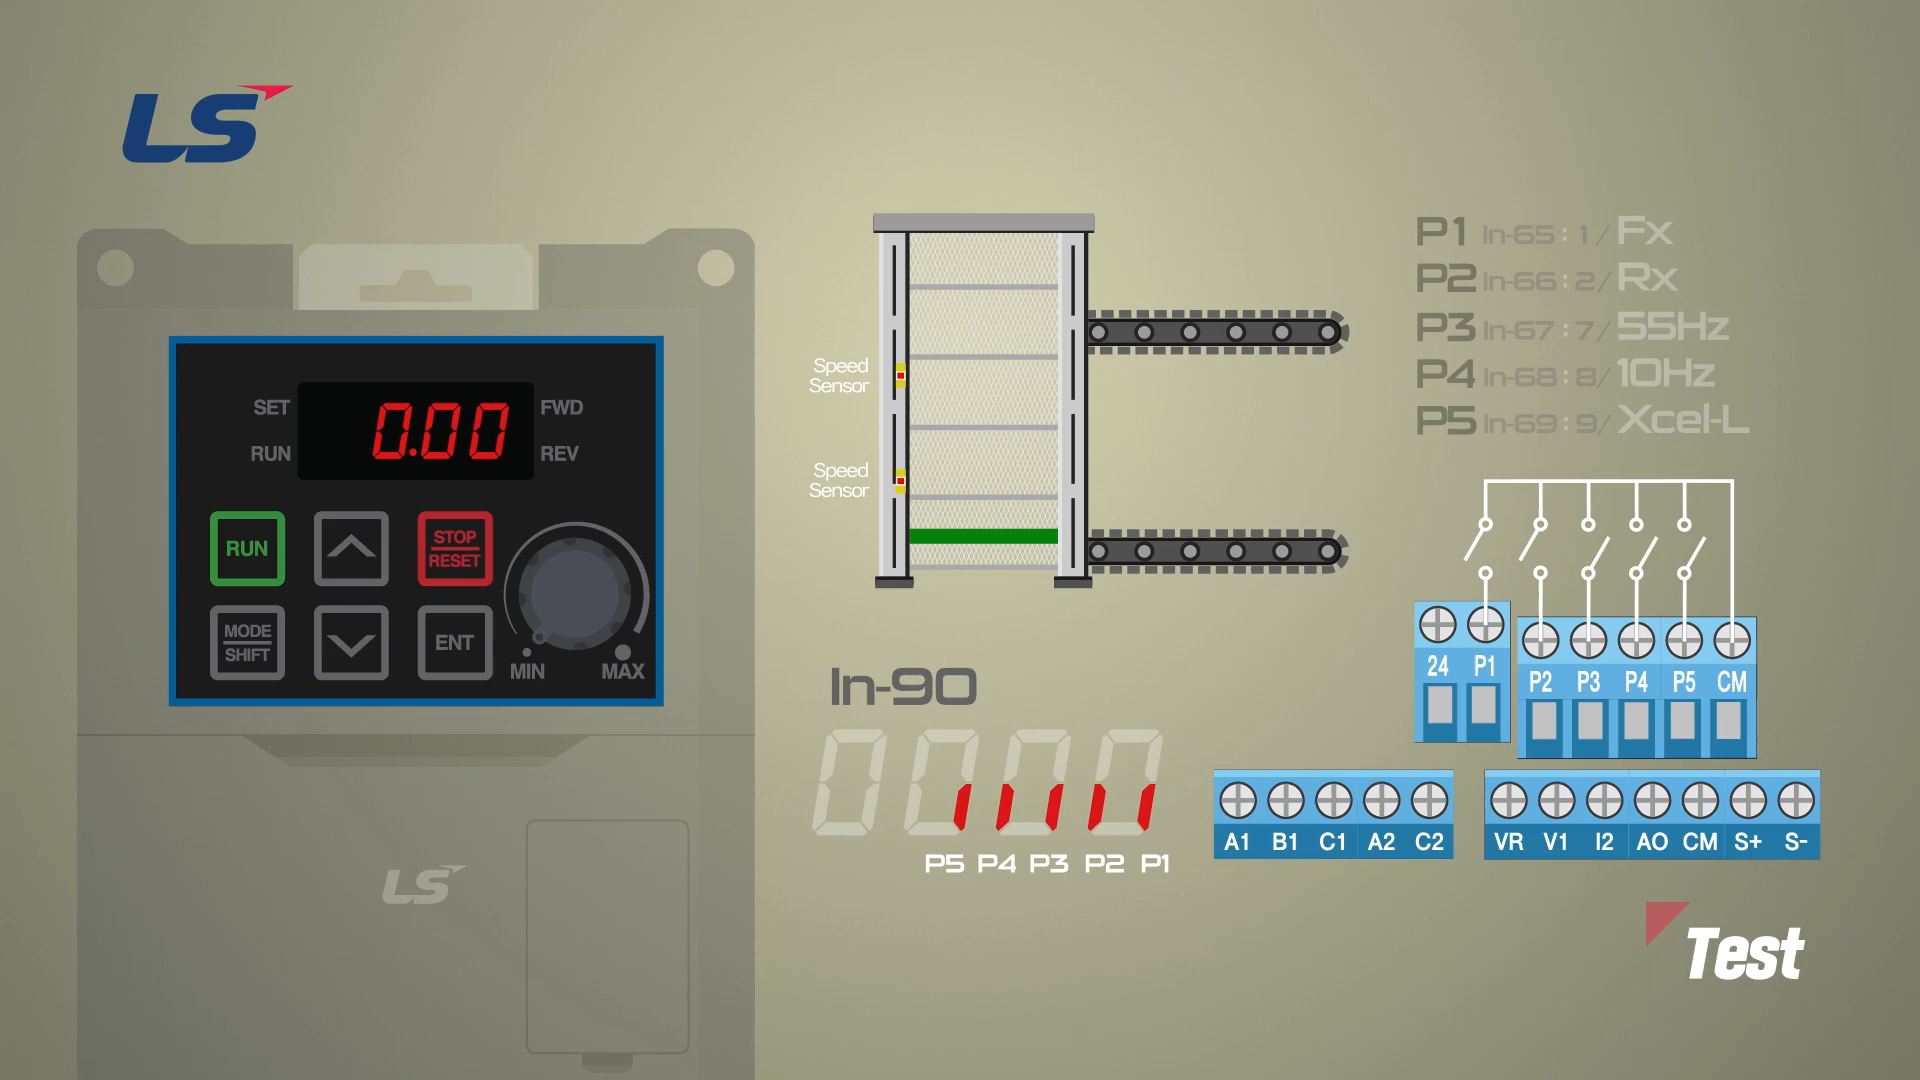 LS
SET
FWD
0.00
RUN
REV
RUN
STOP
RESET
MODE
SHIFT
ENT
MIN
MAX
LS
Speed
Sensor
Speed
Sensor
P1 In-65 : 1 / Fx
P2 In-66 : 2 / Rx
P3 In-67 : 7 / 55Hz
P4 In-68 : 8 / 10Hz
P5 In-69 : 9 / Xcel-L
24 P1
P2 P3 P4 P5 CM
In-90
P5 P4 P3 P2 P1
A1 B1 C1 A2 C2
VR V1 I2 AO CM S+ S-
Test